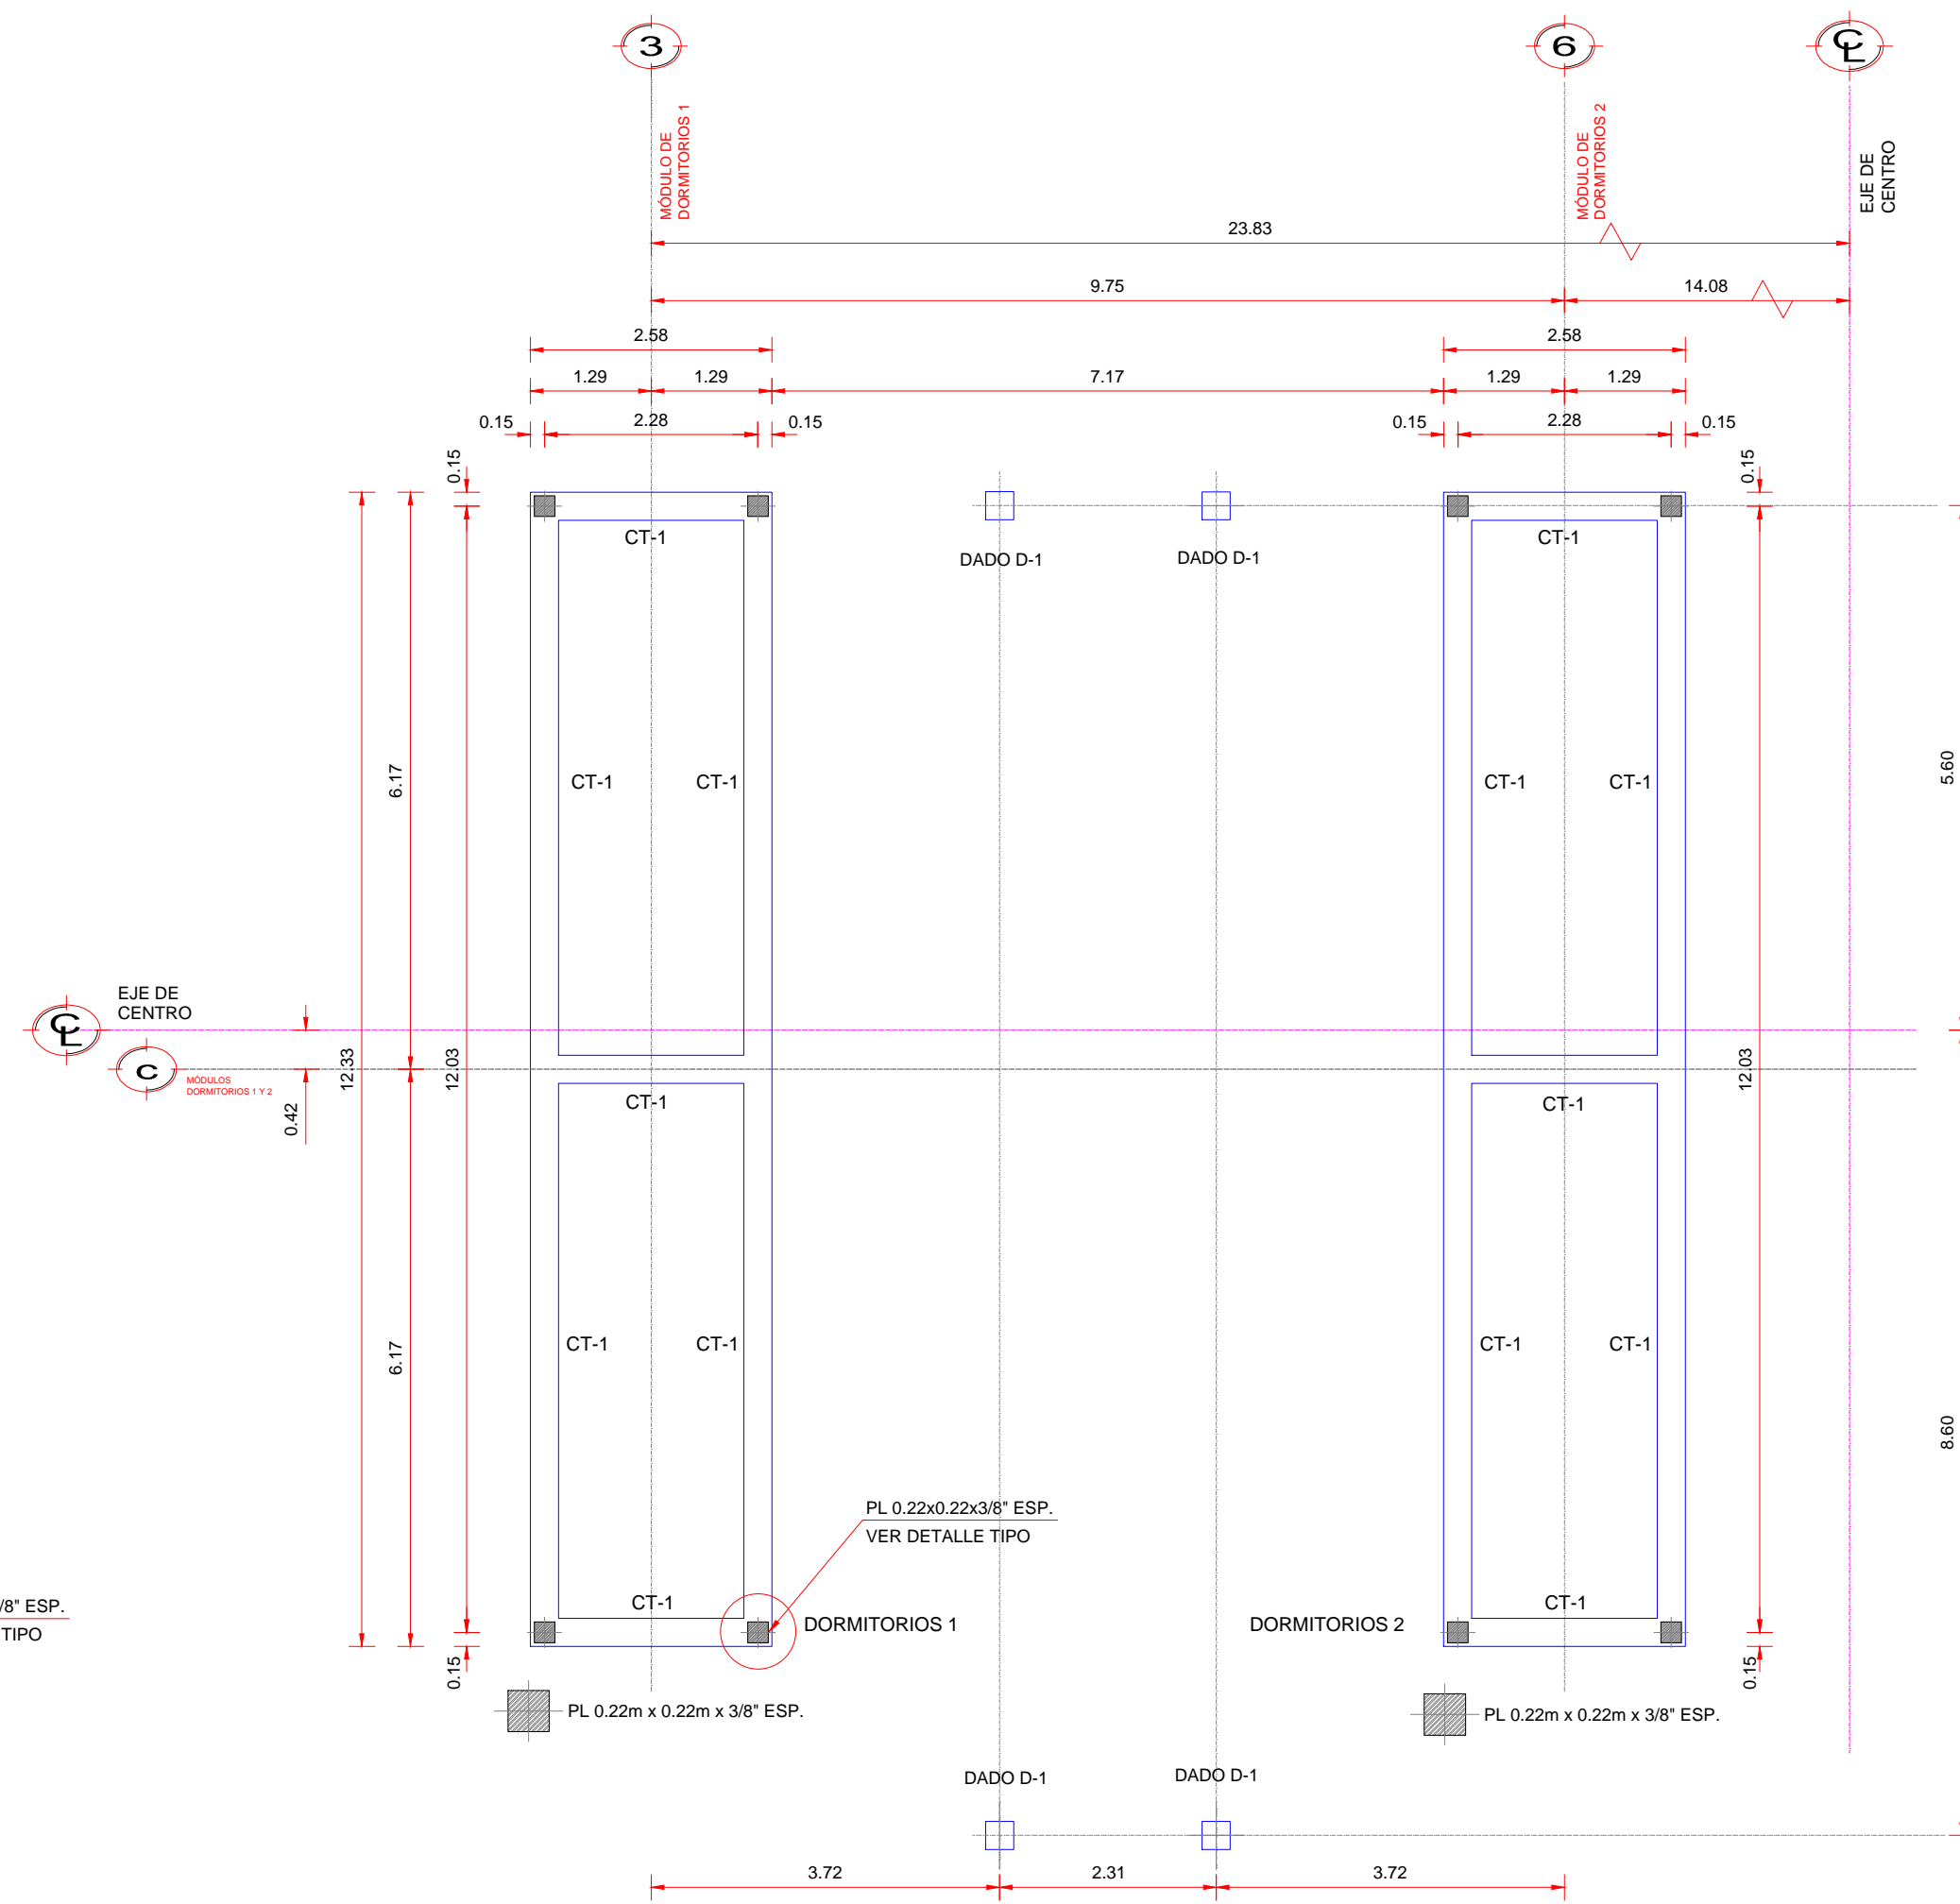 3
6
CL
MÓDULO DE
DORMITORIOS 1
MÓDULO DE
DORMITORIOS 2
EJE DE
CENTRO
23.83
9.75
14.08
2.58
2.58
1.29
1.29
7.17
1.29
1.29
0.15
2.28
0.15
0.15
2.28
0.15
0.15
0.15
CT-1
CT-1
DADO D-1
DADO D-1
6.17
CT-1
CT-1
CT-1
CT-1
5.60
EJE DE
CENTRO
CL
C
MÓDULOS
DORMITORIOS 1 Y 2
0.42
12.33
12.03
12.03
CT-1
CT-1
6.17
CT-1
CT-1
CT-1
CT-1
8.60
PL 0.22x0.22x3/8" ESP.
VER DETALLE TIPO
/8" ESP.
TIPO
CT-1
CT-1
DORMITORIOS 1
DORMITORIOS 2
0.15
0.15
PL 0.22m x 0.22m x 3/8" ESP.
PL 0.22m x 0.22m x 3/8" ESP.
DADO D-1
DADO D-1
3.72
2.31
3.72